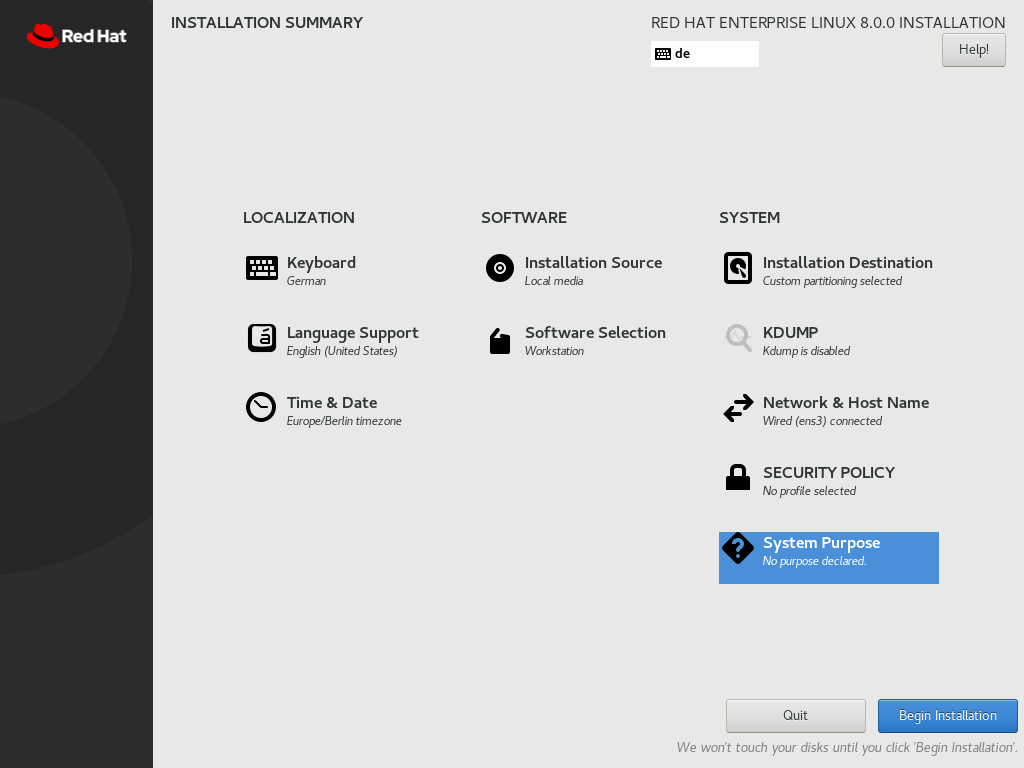 Red Hat
INSTALLATION SUMMARY
RED HAT ENTERPRISE LINUX 8.0.0 INSTALLATION
de
Help!
LOCALIZATION
Keyboard
German
Language Support
English (United States)
Time & Date
Europe/Berlin timezone
SOFTWARE
Installation Source
Local media
Software Selection
Workstation
SYSTEM
Installation Destination
Custom partitioning selected
KDUMP
Kdump is disabled
Network & Host Name
Wired (ens3) connected
SECURITY POLICY
No profile selected
System Purpose
No purpose declared.
Quit
Begin Installation
We won't touch your disks until you click 'Begin Installation'.